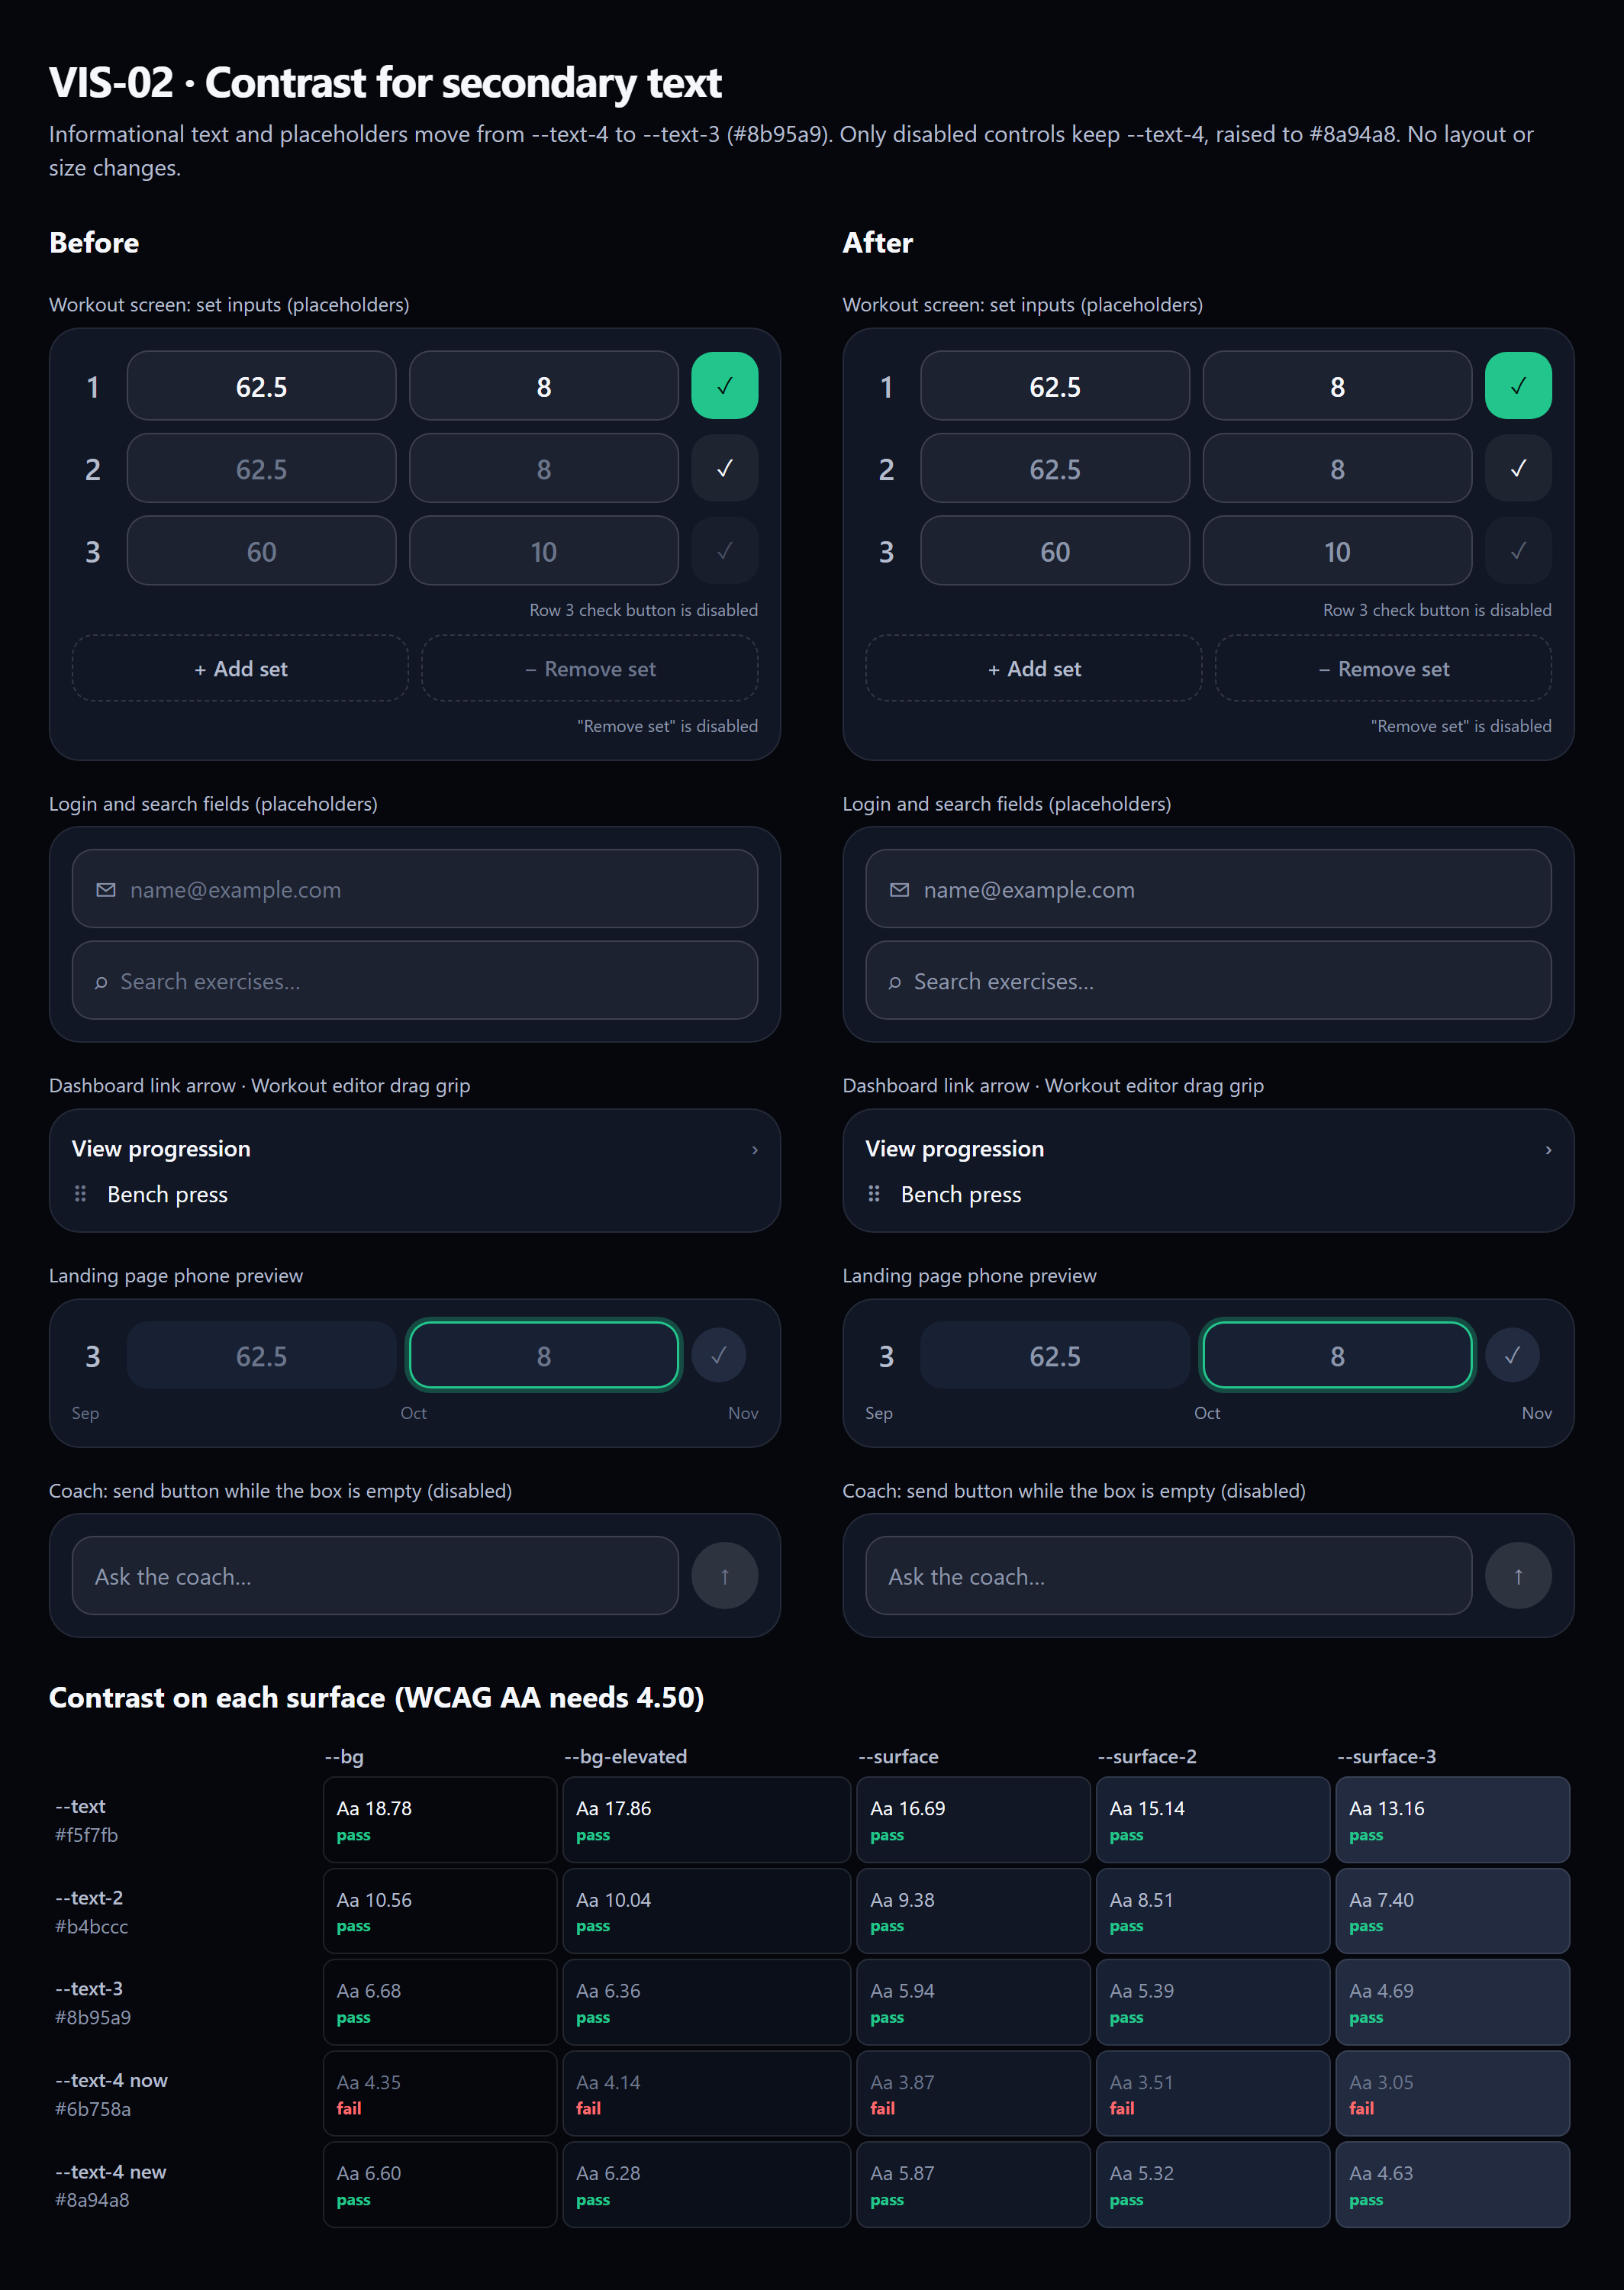 VIS-02 · Contrast for secondary text
Informational text and placeholders move from --text-4 to --text-3 (#8b95a9). Only disabled controls keep --text-4, raised to #8a94a8. No layout or
size changes.
Before
Workout screen: set inputs (placeholders)
1 62.5 8 ✓
2 62.5 8 ✓
3 60 10 ✓
Row 3 check button is disabled
+ Add set − Remove set
"Remove set" is disabled
Login and search fields (placeholders)
name@example.com
Search exercises...
Dashboard link arrow · Workout editor drag grip
View progression ›
Bench press
Landing page phone preview
3 62.5 8 ✓
Sep Oct Nov
Coach: send button while the box is empty (disabled)
Ask the coach... ↑
After
Workout screen: set inputs (placeholders)
1 62.5 8 ✓
2 62.5 8 ✓
3 60 10 ✓
Row 3 check button is disabled
+ Add set − Remove set
"Remove set" is disabled
Login and search fields (placeholders)
name@example.com
Search exercises...
Dashboard link arrow · Workout editor drag grip
View progression ›
Bench press
Landing page phone preview
3 62.5 8 ✓
Sep Oct Nov
Coach: send button while the box is empty (disabled)
Ask the coach... ↑
Contrast on each surface (WCAG AA needs 4.50)
--bg --bg-elevated --surface --surface-2 --surface-3
--text Aa 18.78 Aa 17.86 Aa 16.69 Aa 15.14 Aa 13.16
#f5f7fb pass pass pass pass pass
--text-2 Aa 10.56 Aa 10.04 Aa 9.38 Aa 8.51 Aa 7.40
#b4bccc pass pass pass pass pass
--text-3 Aa 6.68 Aa 6.36 Aa 5.94 Aa 5.39 Aa 4.69
#8b95a9 pass pass pass pass pass
--text-4 now Aa 4.35 Aa 4.14 Aa 3.87 Aa 3.51 Aa 3.05
#6b758a fail fail fail fail fail
--text-4 new Aa 6.60 Aa 6.28 Aa 5.87 Aa 5.32 Aa 4.63
#8a94a8 pass pass pass pass pass